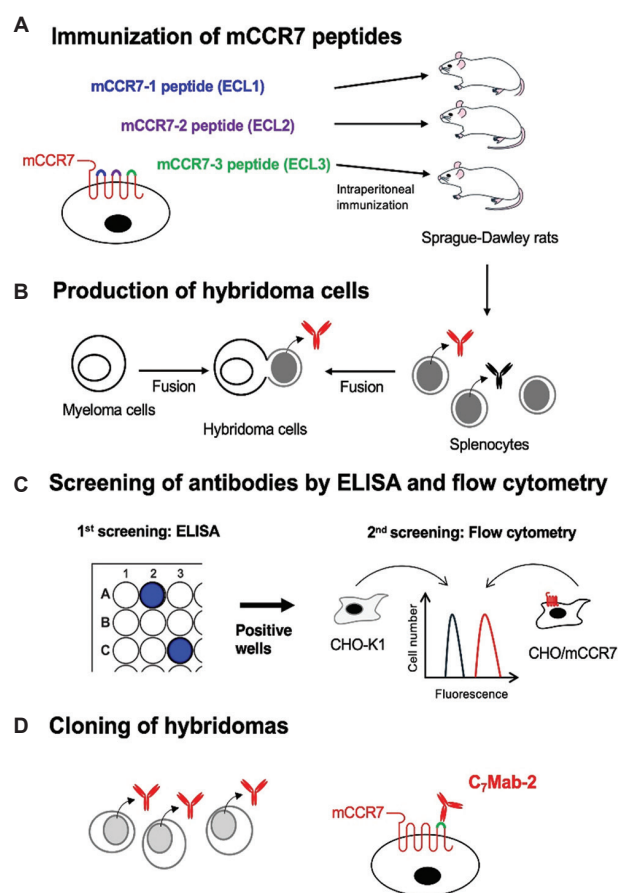 A Immunization of mCCR7 peptides
mCCR7-1 peptide (ECL1)
mCCR7-2 peptide (ECL2)
mCCR7 mCCR7-3 peptide (ECL3)
Intraperitoneal
immunization
Sprague-Dawley rats
B Production of hybridoma cells
Fusion
Fusion
Myeloma cells
Hybridoma cells
Splenocytes
C Screening of antibodies by ELISA and flow cytometry
1st screening: ELISA
2nd screening: Flow cytometry
1 2 3
A
B
C
Positive
wells
CHO-K1
Cell number
Fluorescence
CHO/mCCR7
D Cloning of hybridomas
C₇Mab-2
mCCR7